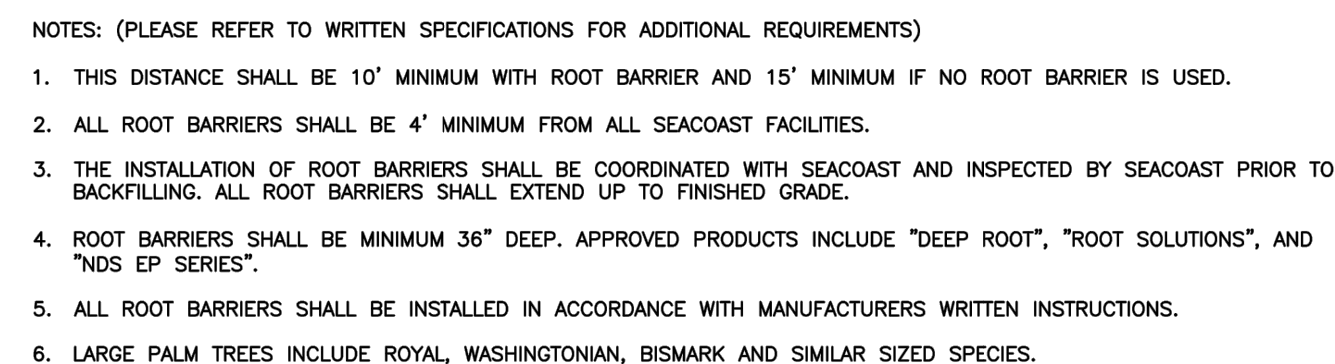 NOTES: (PLEASE REFER TO WRITTEN SPECIFICATIONS FOR ADDITIONAL REQUIREMENTS)
1. THIS DISTANCE SHALL BE 10' MINIMUM WITH ROOT BARRIER AND 15' MINIMUM IF NO ROOT BARRIER IS USED.
2. ALL ROOT BARRIERS SHALL BE 4' MINIMUM FROM ALL SEACOAST FACILITIES.
3. THE INSTALLATION OF ROOT BARRIERS SHALL BE COORDINATED WITH SEACOAST AND INSPECTED BY SEACOAST PRIOR TO
BACKFILLING. ALL ROOT BARRIERS SHALL EXTEND UP TO FINISHED GRADE.
4. ROOT BARRIERS SHALL BE MINIMUM 36" DEEP. APPROVED PRODUCTS INCLUDE "DEEP ROOT", "ROOT SOLUTIONS", AND
"NDS EP SERIES".
5. ALL ROOT BARRIERS SHALL BE INSTALLED IN ACCORDANCE WITH MANUFACTURERS WRITTEN INSTRUCTIONS.
6. LARGE PALM TREES INCLUDE ROYAL, WASHINGTONIAN, BISMARK AND SIMILAR SIZED SPECIES.